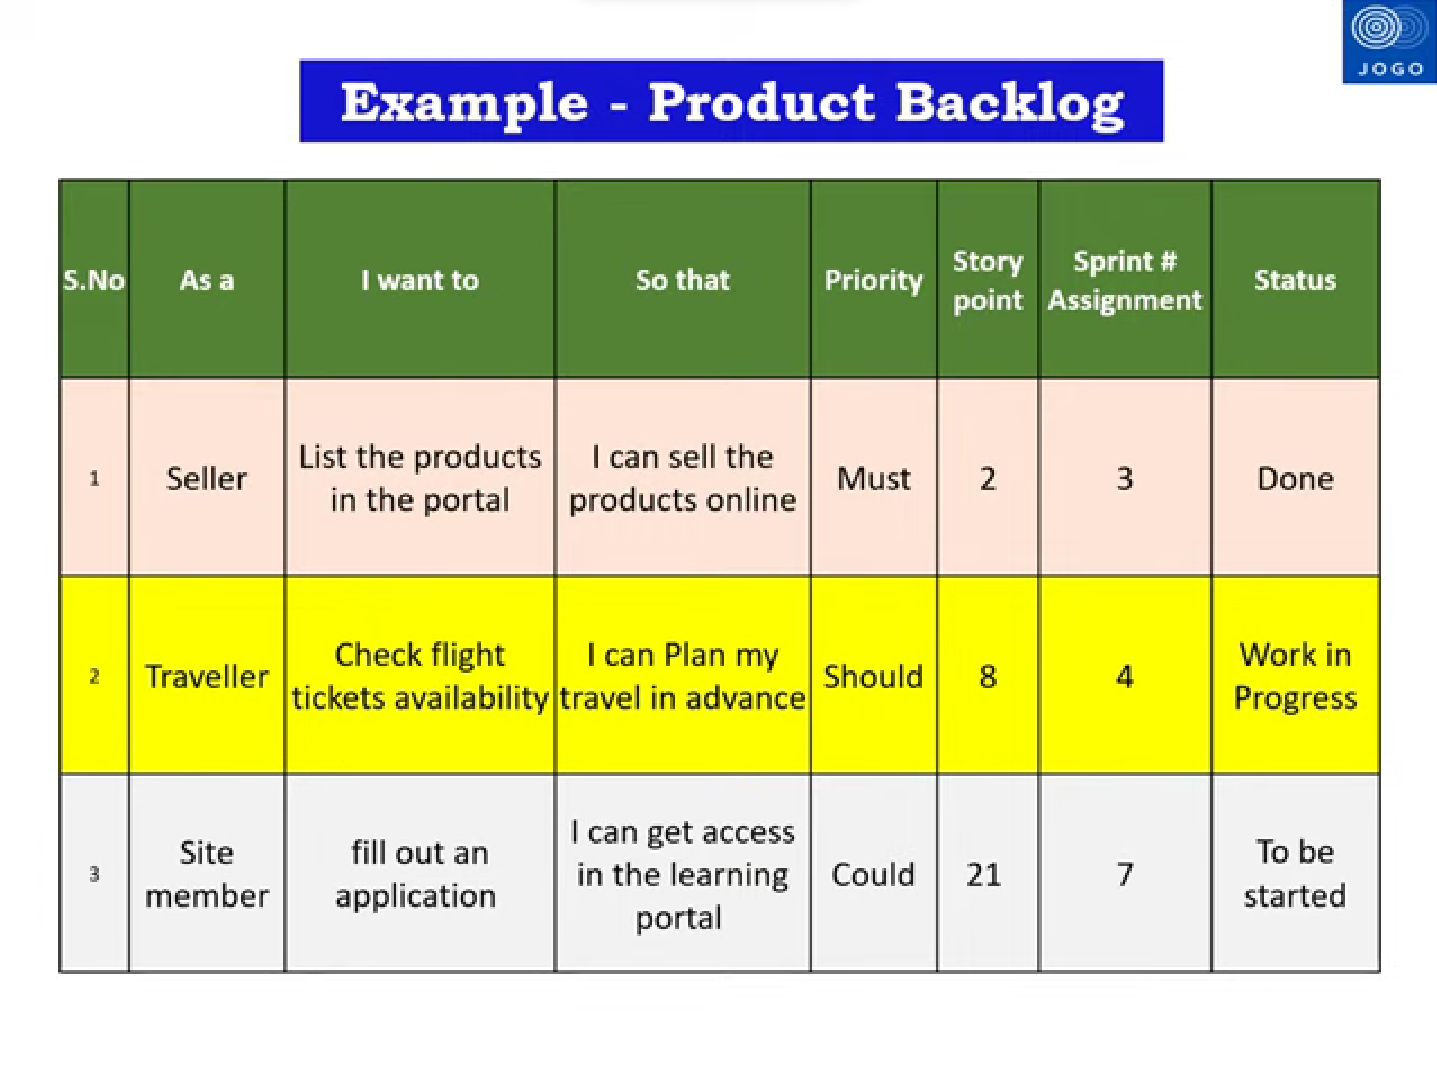 JOGO
Example - Product Backlog
S.No
As a
I want to
So that
Priority
Story
point
Sprint #
Assignment
Status
1
Seller
List the products
in the portal
I can sell the
products online
Must
2
3
Done
2
Traveller
Check flight
tickets availability
I can Plan my
travel in advance
Should
8
4
Work in
Progress
3
Site
member
fill out an
application
I can get access
in the learning
portal
Could
21
7
To be
started